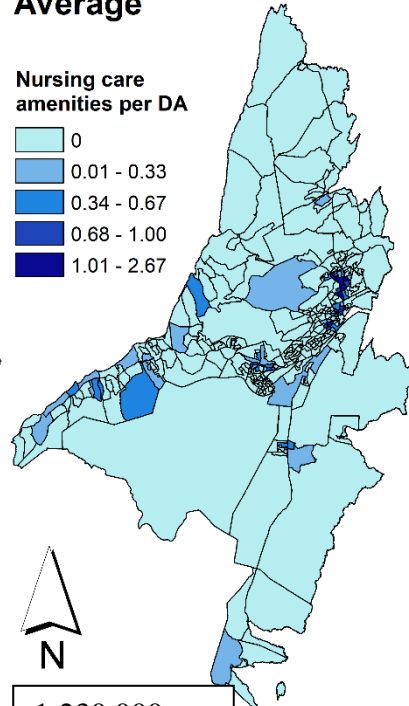 Average
Nursing care
amenities per DA
0
0.01 - 0.33
0.34 - 0.67
0.68 - 1.00
1.01 - 2.67
N